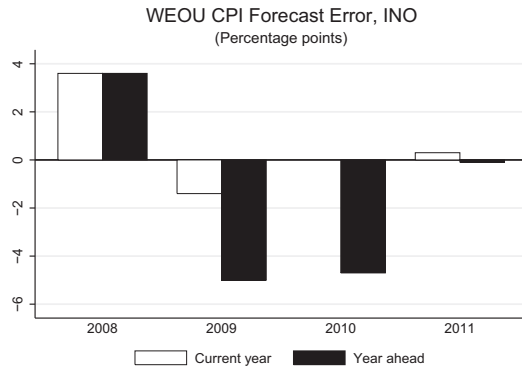 WEOU CPI Forecast Error, INO
(Percentage points)
4
2
0
−2
−4
−6
2008 2009 2010 2011
Current year Year ahead